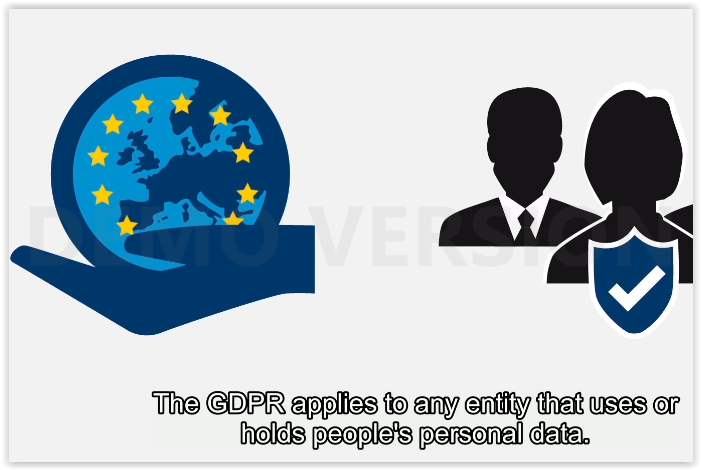 DEMO VERSION
The GDPR applies to any entity that uses or
holds people's personal data.